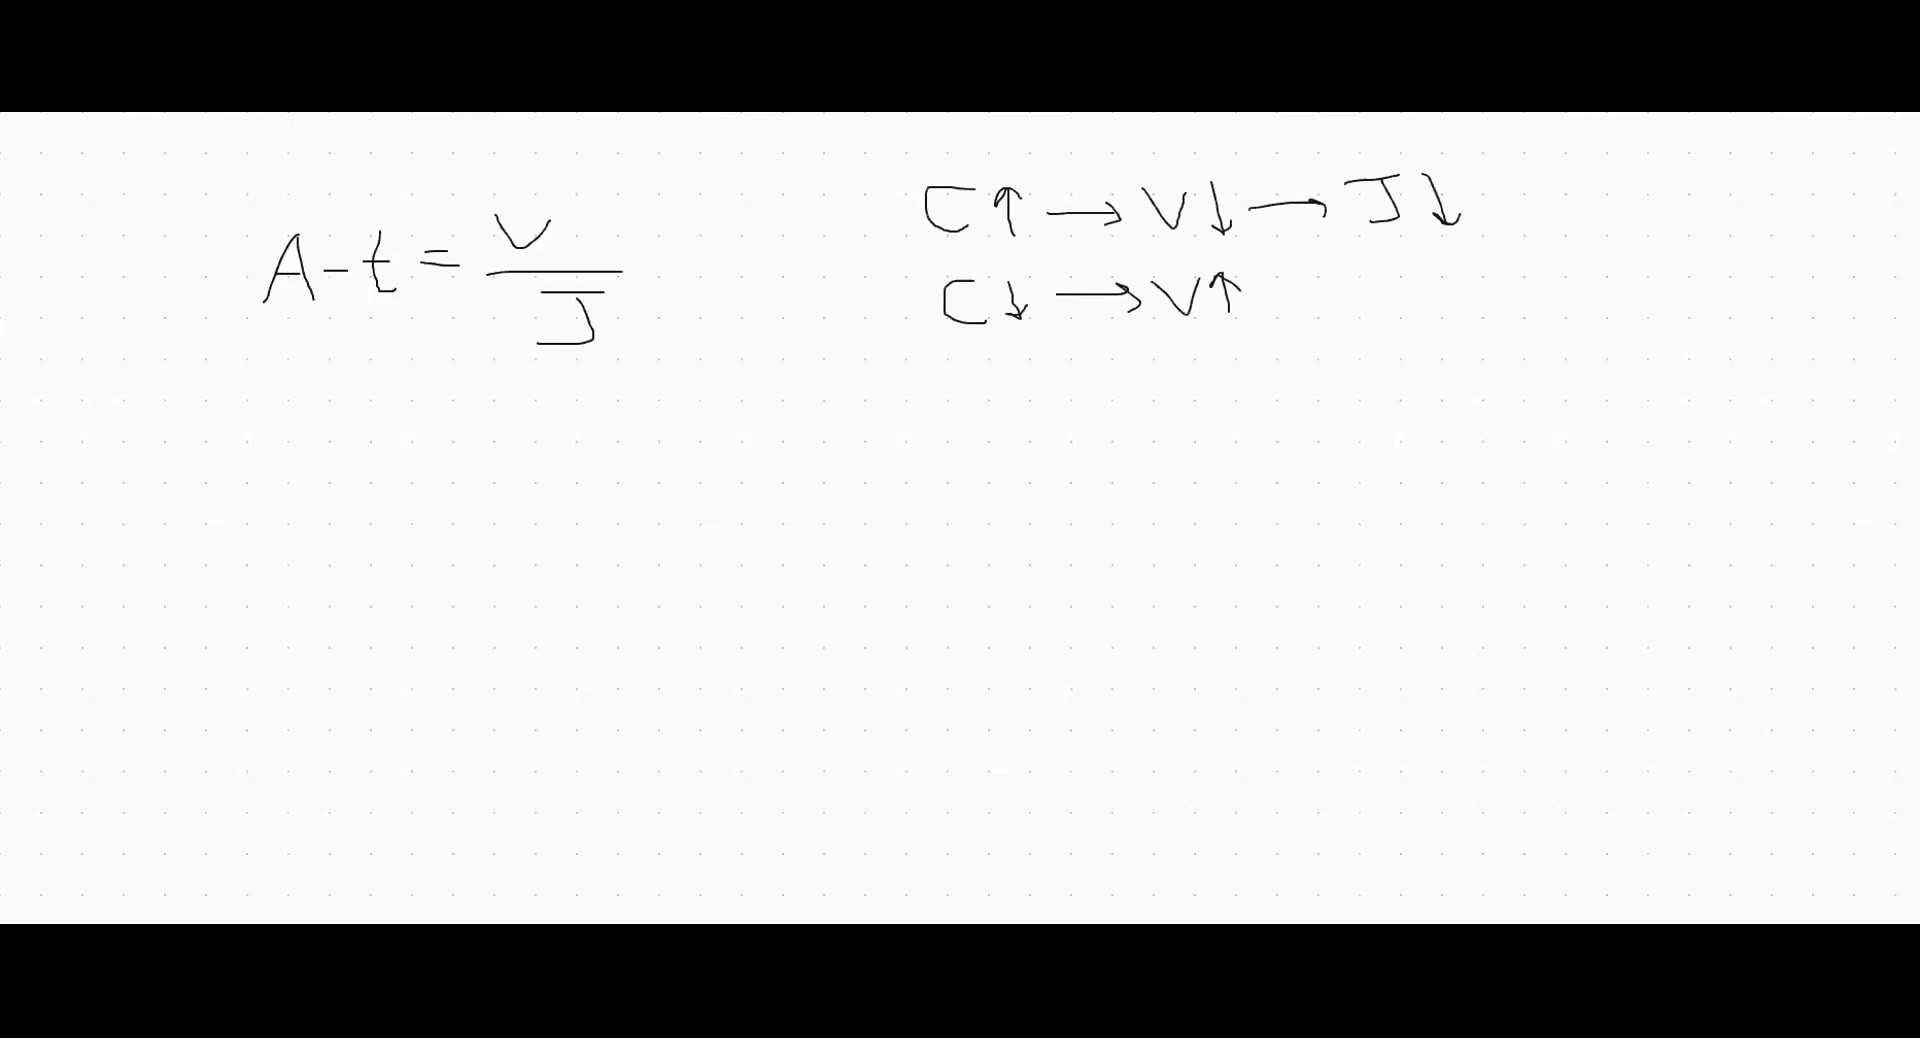 A-t = V / J
C↑ → V↓ → J↓
C↓ → V↑